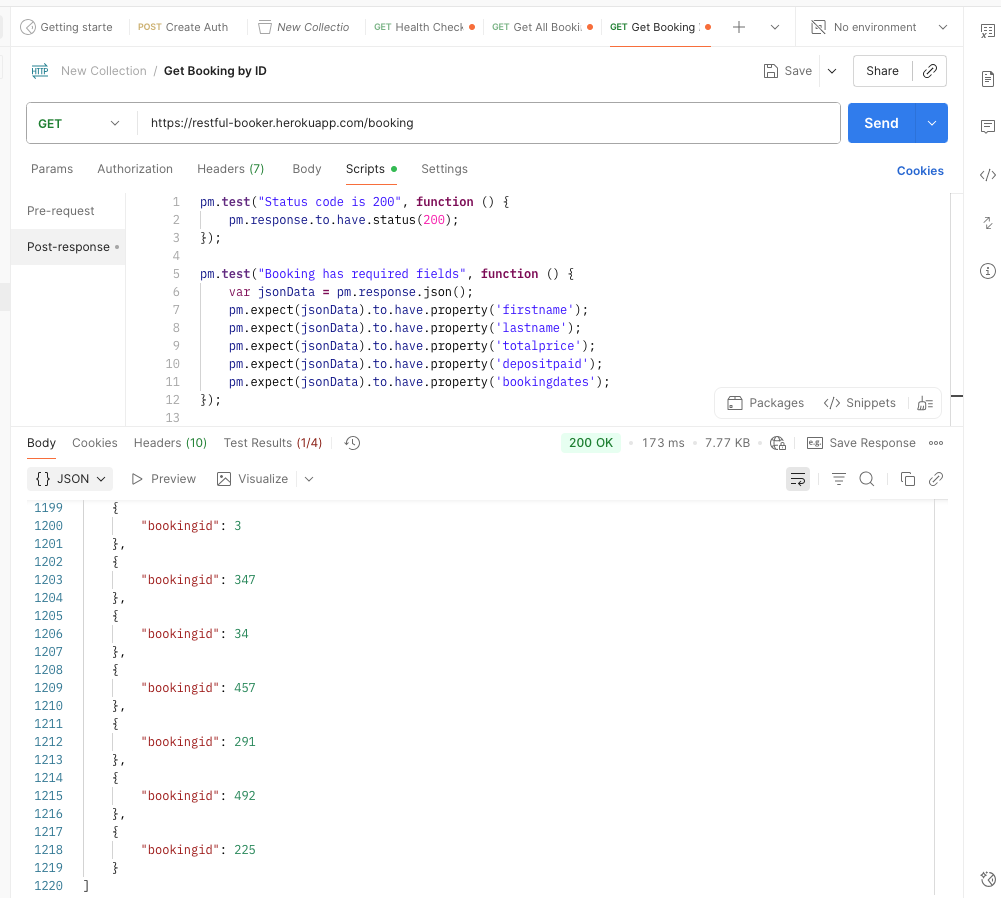 Getting starte
POST Create Auth
New Collectio
GET Health Check
GET Get All Booki.
GET Get Booking
No environment
HTTP
New Collection / Get Booking by ID
Save
Share
GET
https://restful-booker.herokuapp.com/booking
Send
Params
Authorization
Headers (7)
Body
Scripts
Settings
Cookies
Pre-request
Post-response
1 pm.test("Status code is 200", function () {
2 pm.response.to.have.status(200);
3 });
4
5 pm.test("Booking has required fields", function () {
6 var jsonData = pm.response.json();
7 pm.expect(jsonData).to.have.property('firstname');
8 pm.expect(jsonData).to.have.property('lastname');
9 pm.expect(jsonData).to.have.property('totalprice');
10 pm.expect(jsonData).to.have.property('depositpaid');
11 pm.expect(jsonData).to.have.property('bookingdates');
12 });
13
Packages
</> Snippets
Body
Cookies
Headers (10)
Test Results (1/4)
200 OK
173 ms
7.77 KB
e.g. Save Response
{} JSON
Preview
Visualize
1199 {
1200 "bookingid": 3
1201 },
1202 {
1203 "bookingid": 347
1204 },
1205 {
1206 "bookingid": 34
1207 },
1208 {
1209 "bookingid": 457
1210 },
1211 {
1212 "bookingid": 291
1213 },
1214 {
1215 "bookingid": 492
1216 },
1217 {
1218 "bookingid": 225
1219 }
1220 ]